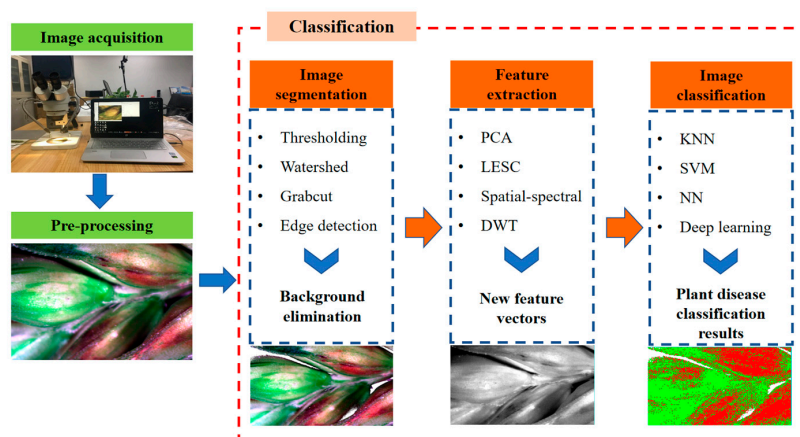 Image acquisition
Pre-processing
Classification
Image
segmentation
• Thresholding
• Watershed
• Grabcut
• Edge detection
Background
elimination
Feature
extraction
• PCA
• LESC
• Spatial-spectral
• DWT
New feature
vectors
Image
classification
• KNN
• SVM
• NN
• Deep learning
Plant disease
classification
results